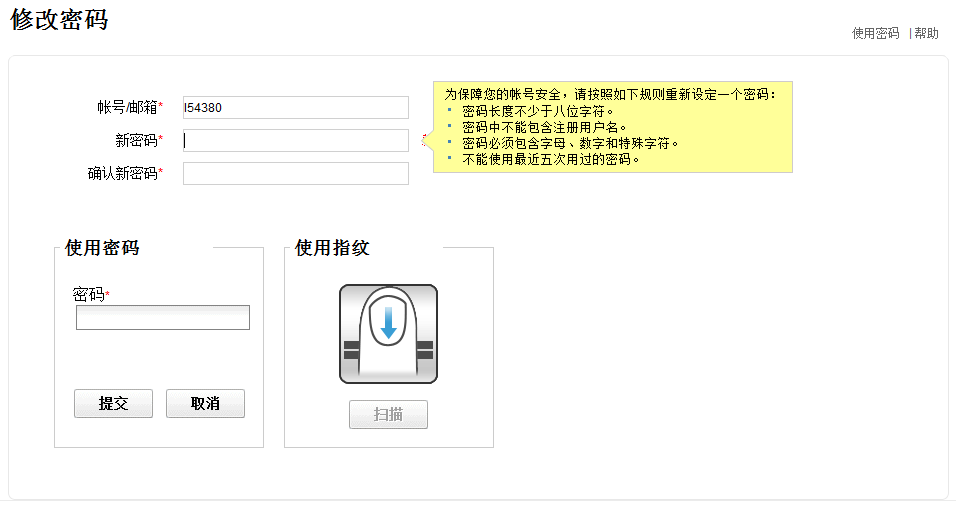 修改密码
使用密码 | 帮助
帐号/邮箱* I54380
新密码*
确认新密码*
为保障您的帐号安全，请按照如下规则重新设定一个密码：
密码长度不少于八位字符。
密码中不能包含注册用户名。
密码必须包含字母、数字和特殊字符。
不能使用最近五次用过的密码。
使用密码
密码*
提交 取消
使用指纹
扫描